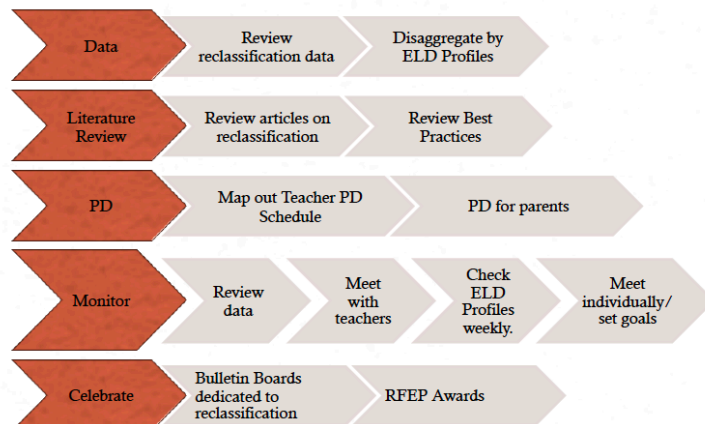 Data
Review
reclassification data
Disaggregate by
ELD Profiles
Literature
Review
Review articles on
reclassification
Review Best
Practices
PD
Map out Teacher PD
Schedule
PD for parents
Monitor
Review
data
Meet
with
teachers
Check
ELD
Profiles
weekly.
Meet
individually/
set goals
Celebrate
Bulletin Boards
dedicated to
reclassification
RFEP Awards